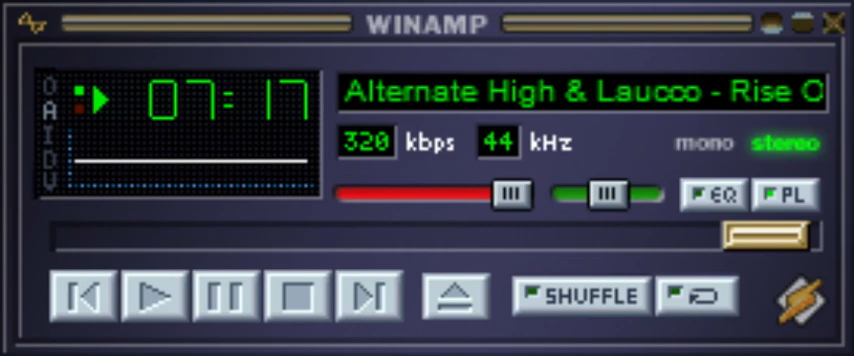 WINAMP
O
A
I
D
V
07:17
Alternate High & Laucco - Rise O
320 kbps 44 kHz mono stereo
EQ PL
SHUFFLE